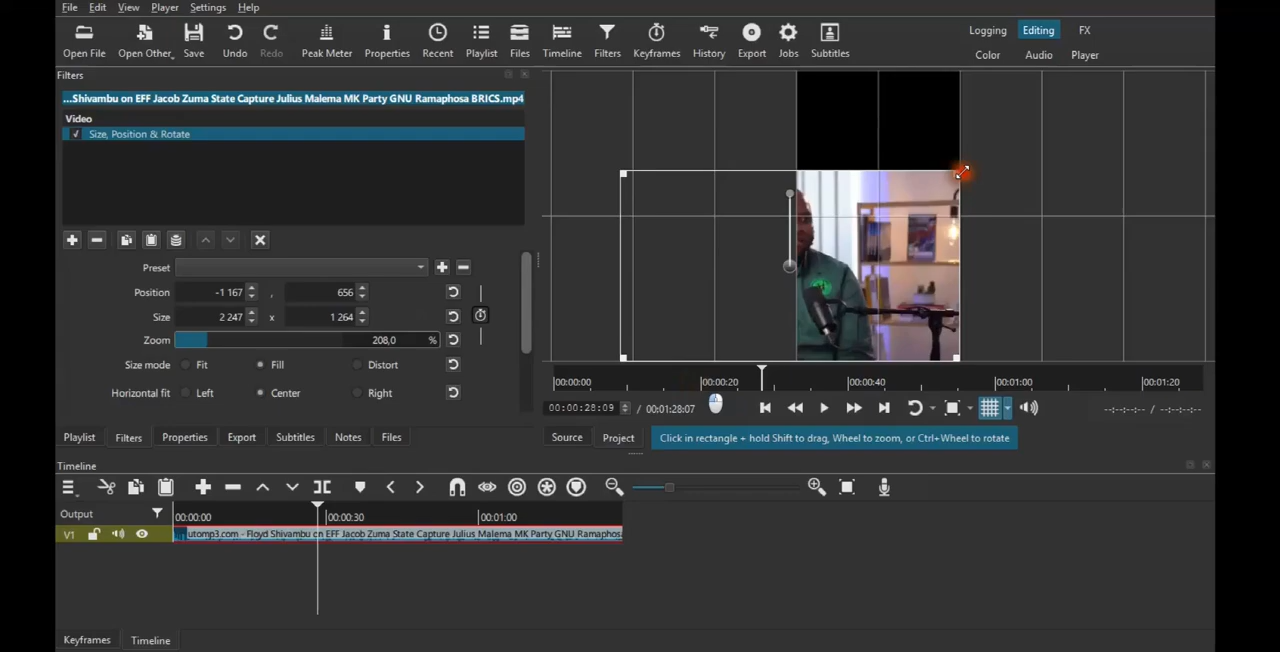 File Edit View Player Settings Help
Open File Open Other Save Undo Redo Peak Meter Properties Recent Playlist Files Timeline Filters Keyframes History Export Jobs Subtitles
Logging Editing FX
Color Audio Player
Filters
...Shivambu on EFF Jacob Zuma State Capture Julius Malema MK Party GNU Ramaphosa BRICS.mp4
Video
Size, Position & Rotate
Preset
Position -1 167 , 656
Size 2 247 x 1 264
Zoom 208,0 %
Size mode Fit Fill Distort
Horizontal fit Left Center Right
00:00:00 00:00:20 00:00:40 00:01:00 00:01:20
00:00:28:09 / 00:01:28:07 --:--:--:-- / --:--:--:--
Playlist Filters Properties Export Subtitles Notes Files
Source Project Click in rectangle + hold Shift to drag, Wheel to zoom, or Ctrl+Wheel to rotate
Timeline
Output 00:00:00 00:00:30 00:01:00
V1 utomp3.com - Floyd Shivambu on EFF Jacob Zuma State Capture Julius Malema MK Party GNU Ramaphos
Keyframes Timeline